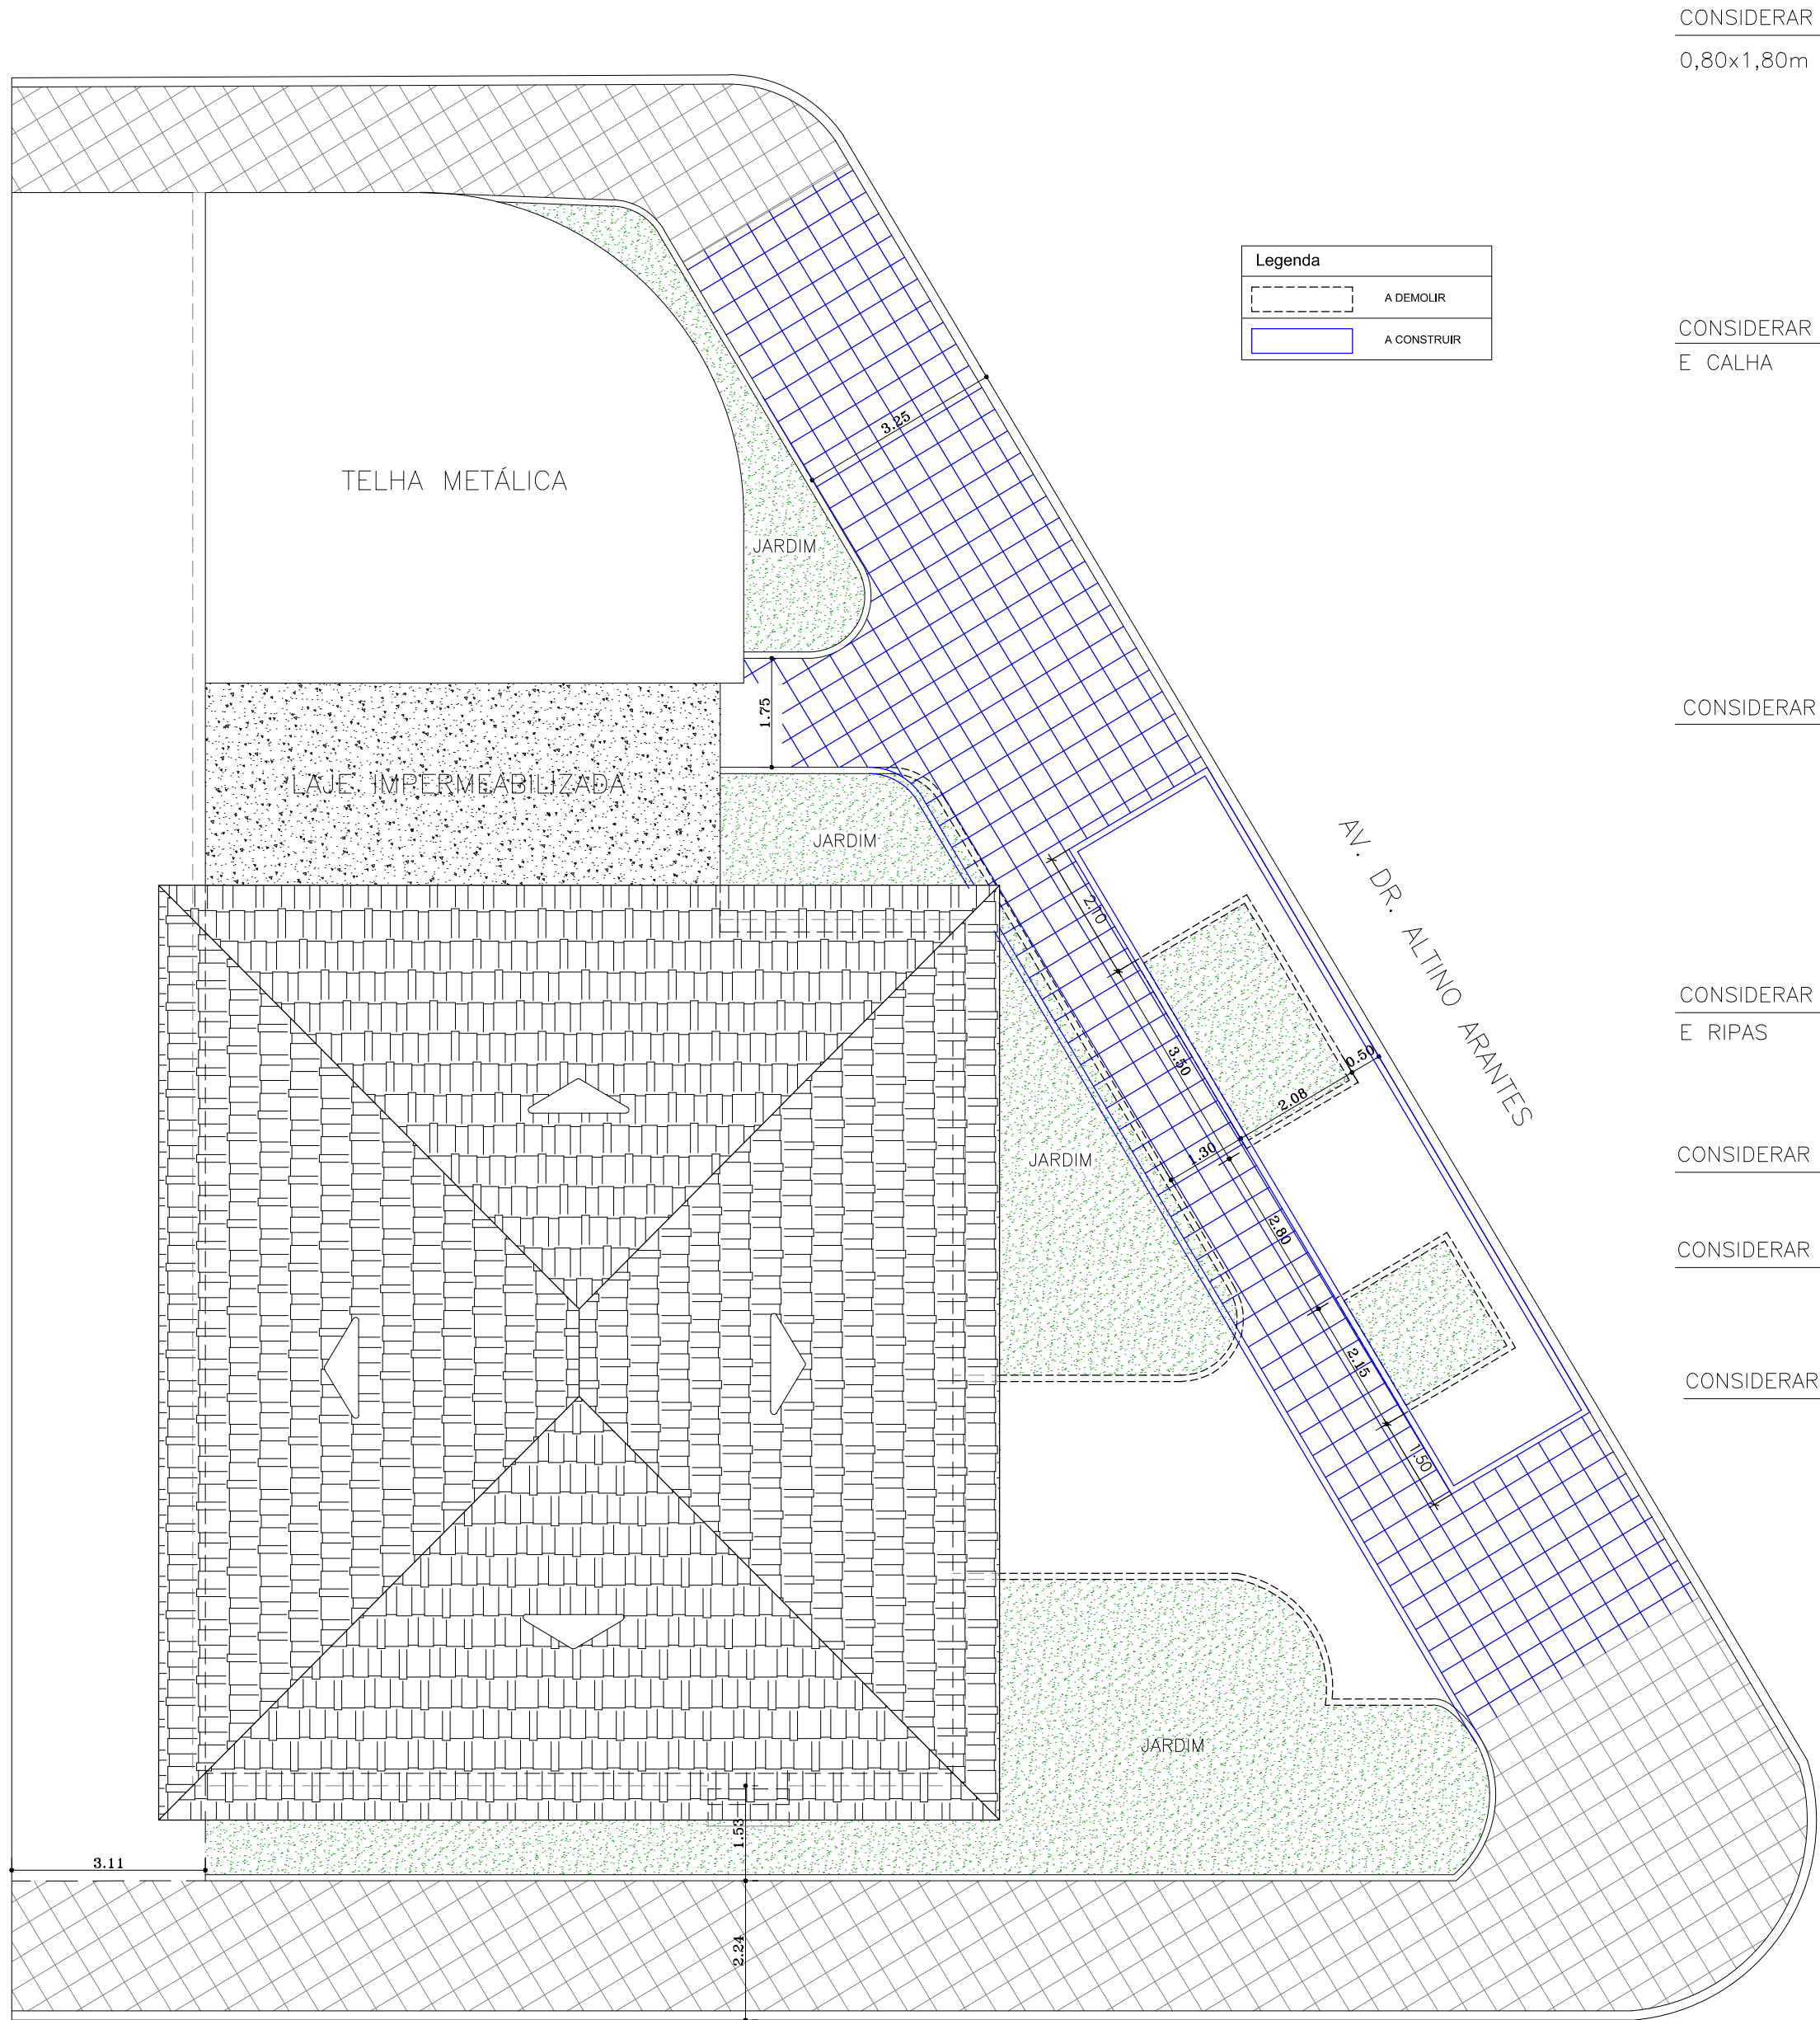 CONSIDERAR
0,80x1,80m
Legenda
A DEMOLIR
A CONSTRUIR
CONSIDERAR
E CALHA
3.25
TELHA METÁLICA
JARDIM
1.75
CONSIDERAR
LAJE IMPERMEABILIZADA
JARDIM
AV. DR. ALTINO ARANTES
2.10
CONSIDERAR
E RIPAS
3.50
0.50
2.08
1.30
JARDIM
CONSIDERAR
2.80
CONSIDERAR
2.15
CONSIDERAR
1.50
JARDIM
1.53
3.11
2.24